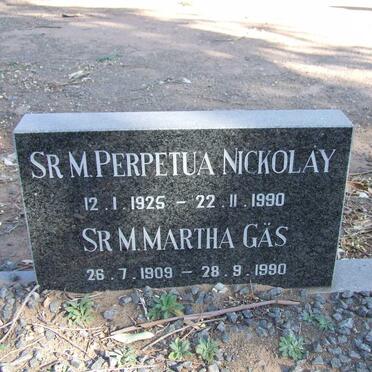 SR M. PERPETUA NICKOLAY
12.1.1925 – 22.11.1990
SR M. MARTHA GÄS
26.7.1909 – 28.9.1990